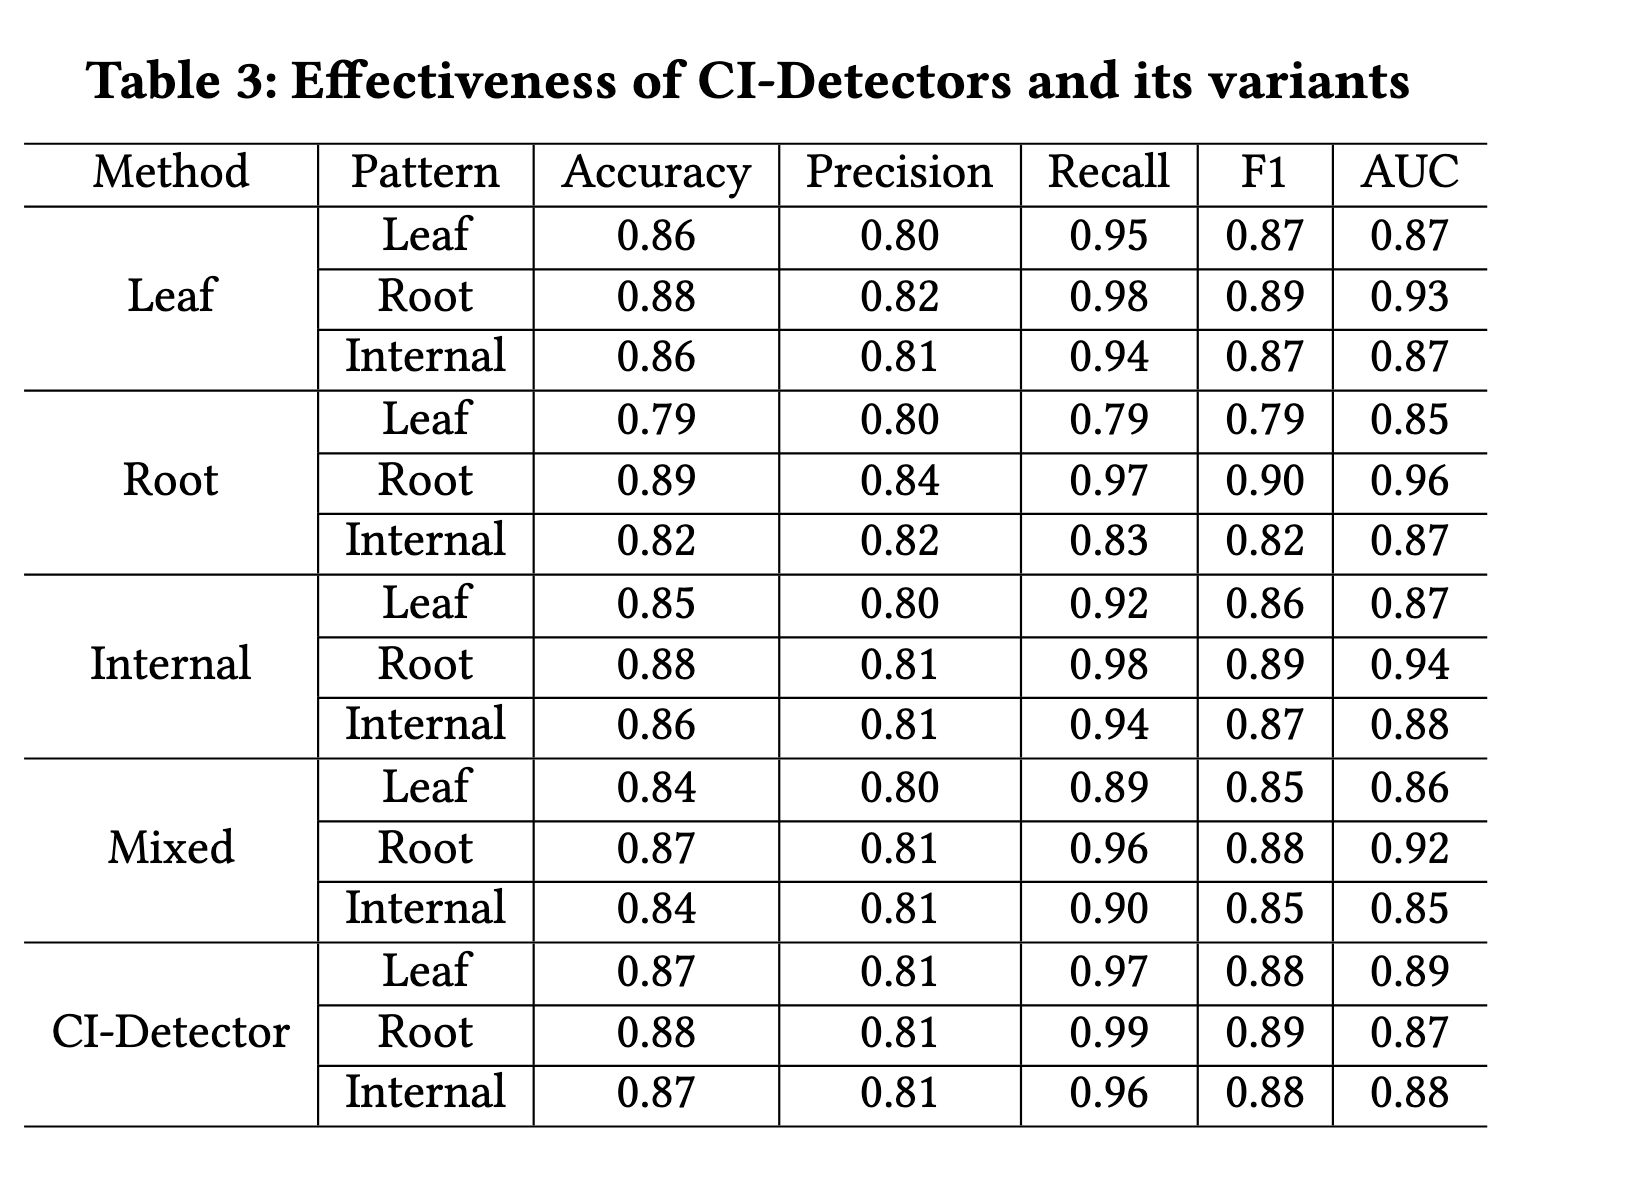 Table 3: Effectiveness of CI-Detectors and its variants
Method Pattern Accuracy Precision Recall F1 AUC
Leaf 0.86 0.80 0.95 0.87 0.87
Leaf Root 0.88 0.82 0.98 0.89 0.93
Internal 0.86 0.81 0.94 0.87 0.87
Leaf 0.79 0.80 0.79 0.79 0.85
Root Root 0.89 0.84 0.97 0.90 0.96
Internal 0.82 0.82 0.83 0.82 0.87
Leaf 0.85 0.80 0.92 0.86 0.87
Internal Root 0.88 0.81 0.98 0.89 0.94
Internal 0.86 0.81 0.94 0.87 0.88
Leaf 0.84 0.80 0.89 0.85 0.86
Mixed Root 0.87 0.81 0.96 0.88 0.92
Internal 0.84 0.81 0.90 0.85 0.85
Leaf 0.87 0.81 0.97 0.88 0.89
CI-Detector Root 0.88 0.81 0.99 0.89 0.87
Internal 0.87 0.81 0.96 0.88 0.88